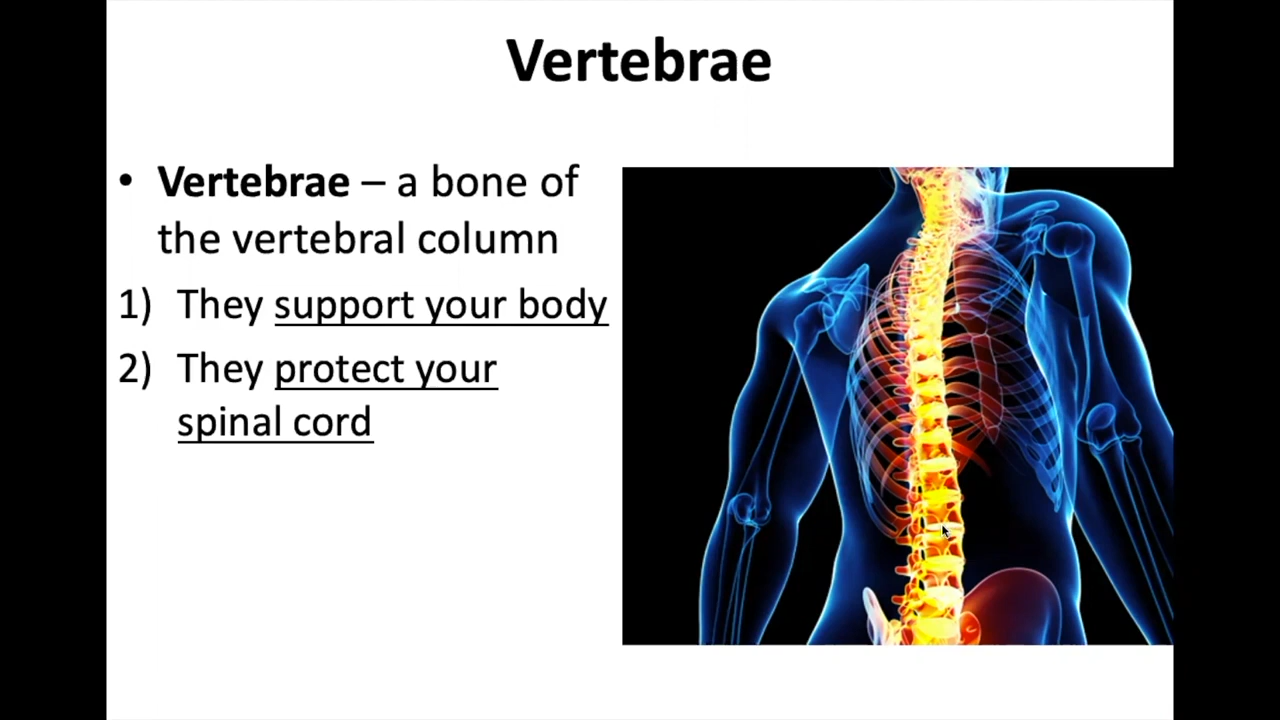 Vertebrae
• Vertebrae – a bone of
the vertebral column
1) They support your body
2) They protect your
spinal cord